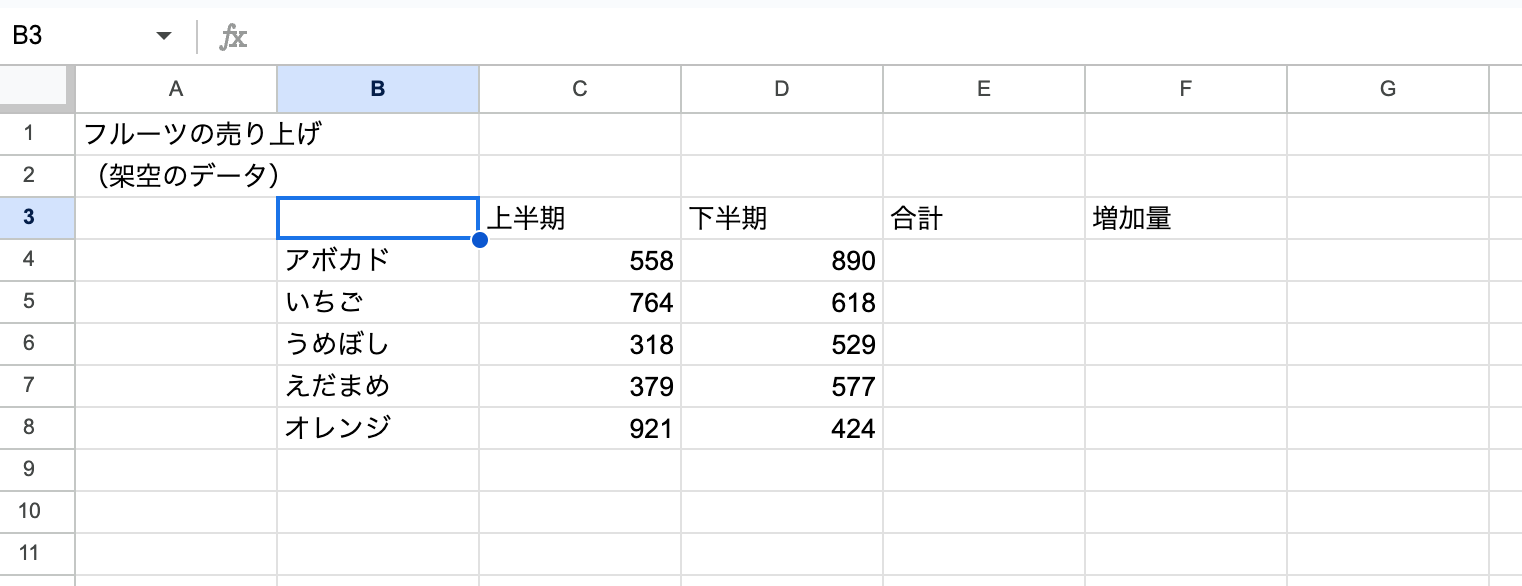 B3 fx
A B C D E F G
1 フルーツの売り上げ
2 （架空のデータ）
3 上半期 下半期 合計 増加量
4 アボカド 558 890
5 いちご 764 618
6 うめぼし 318 529
7 えだまめ 379 577
8 オレンジ 921 424
9
10
11